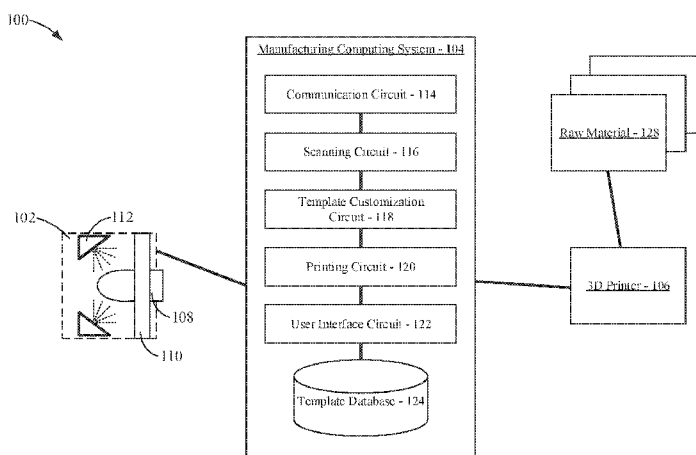 100
Manufacturing Computing System - 104
Communication Circuit - 114
Scanning Circuit - 116
Template Customization
Circuit - 118
Printing Circuit - 120
User Interface Circuit - 122
Template Database - 124
102
112
108
110
Raw Material - 128
3D Printer - 106